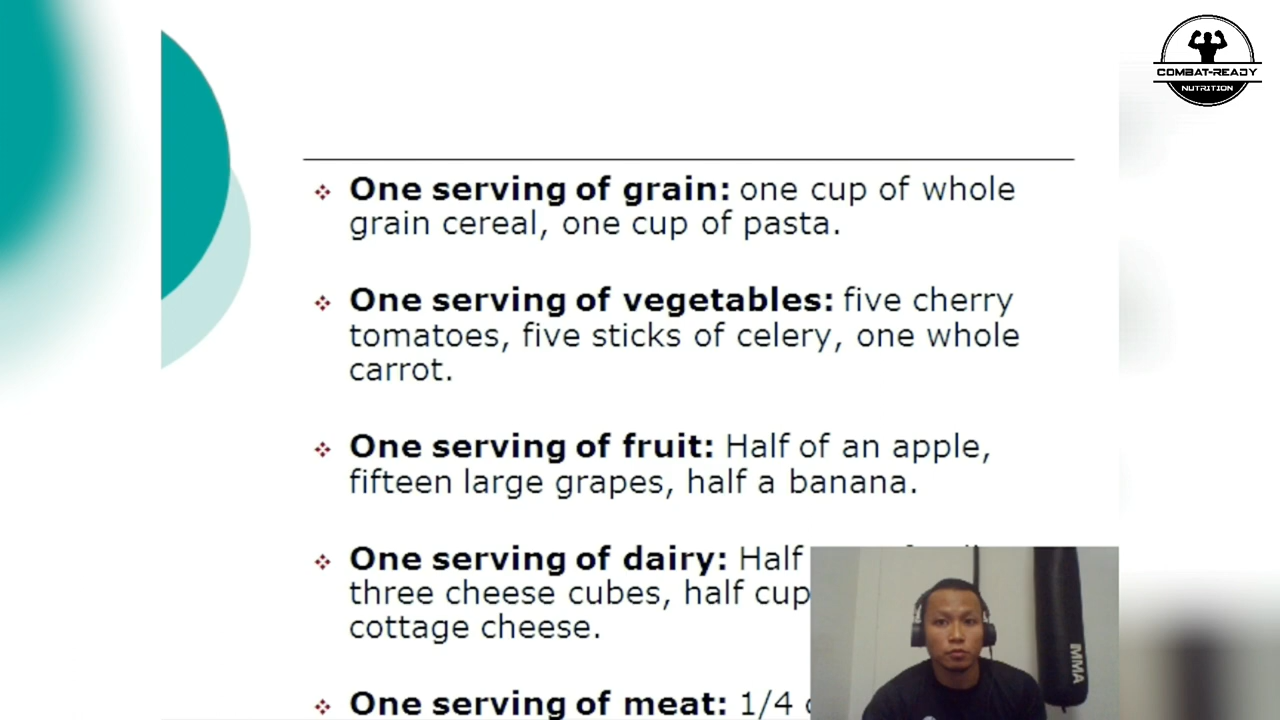 COMBAT-READY
NUTRITION
One serving of grain: one cup of whole
grain cereal, one cup of pasta.
One serving of vegetables: five cherry
tomatoes, five sticks of celery, one whole
carrot.
One serving of fruit: Half of an apple,
fifteen large grapes, half a banana.
One serving of dairy: Half
three cheese cubes, half cup
cottage cheese.
One serving of meat: 1/4
IMMA